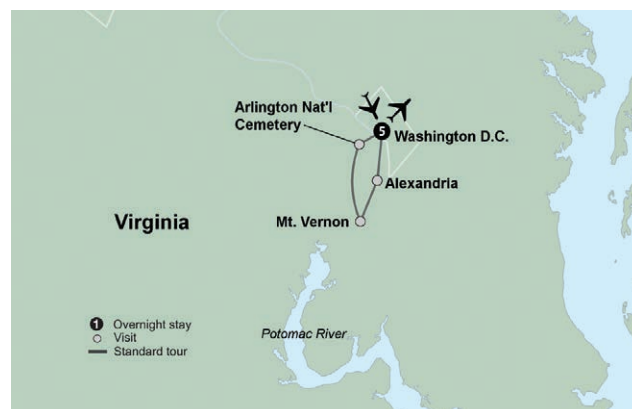 Arlington Nat'l
Cemetery
5
Washington D.C.
Alexandria
Virginia
Mt. Vernon
1 Overnight stay
Visit
Standard tour
Potomac River